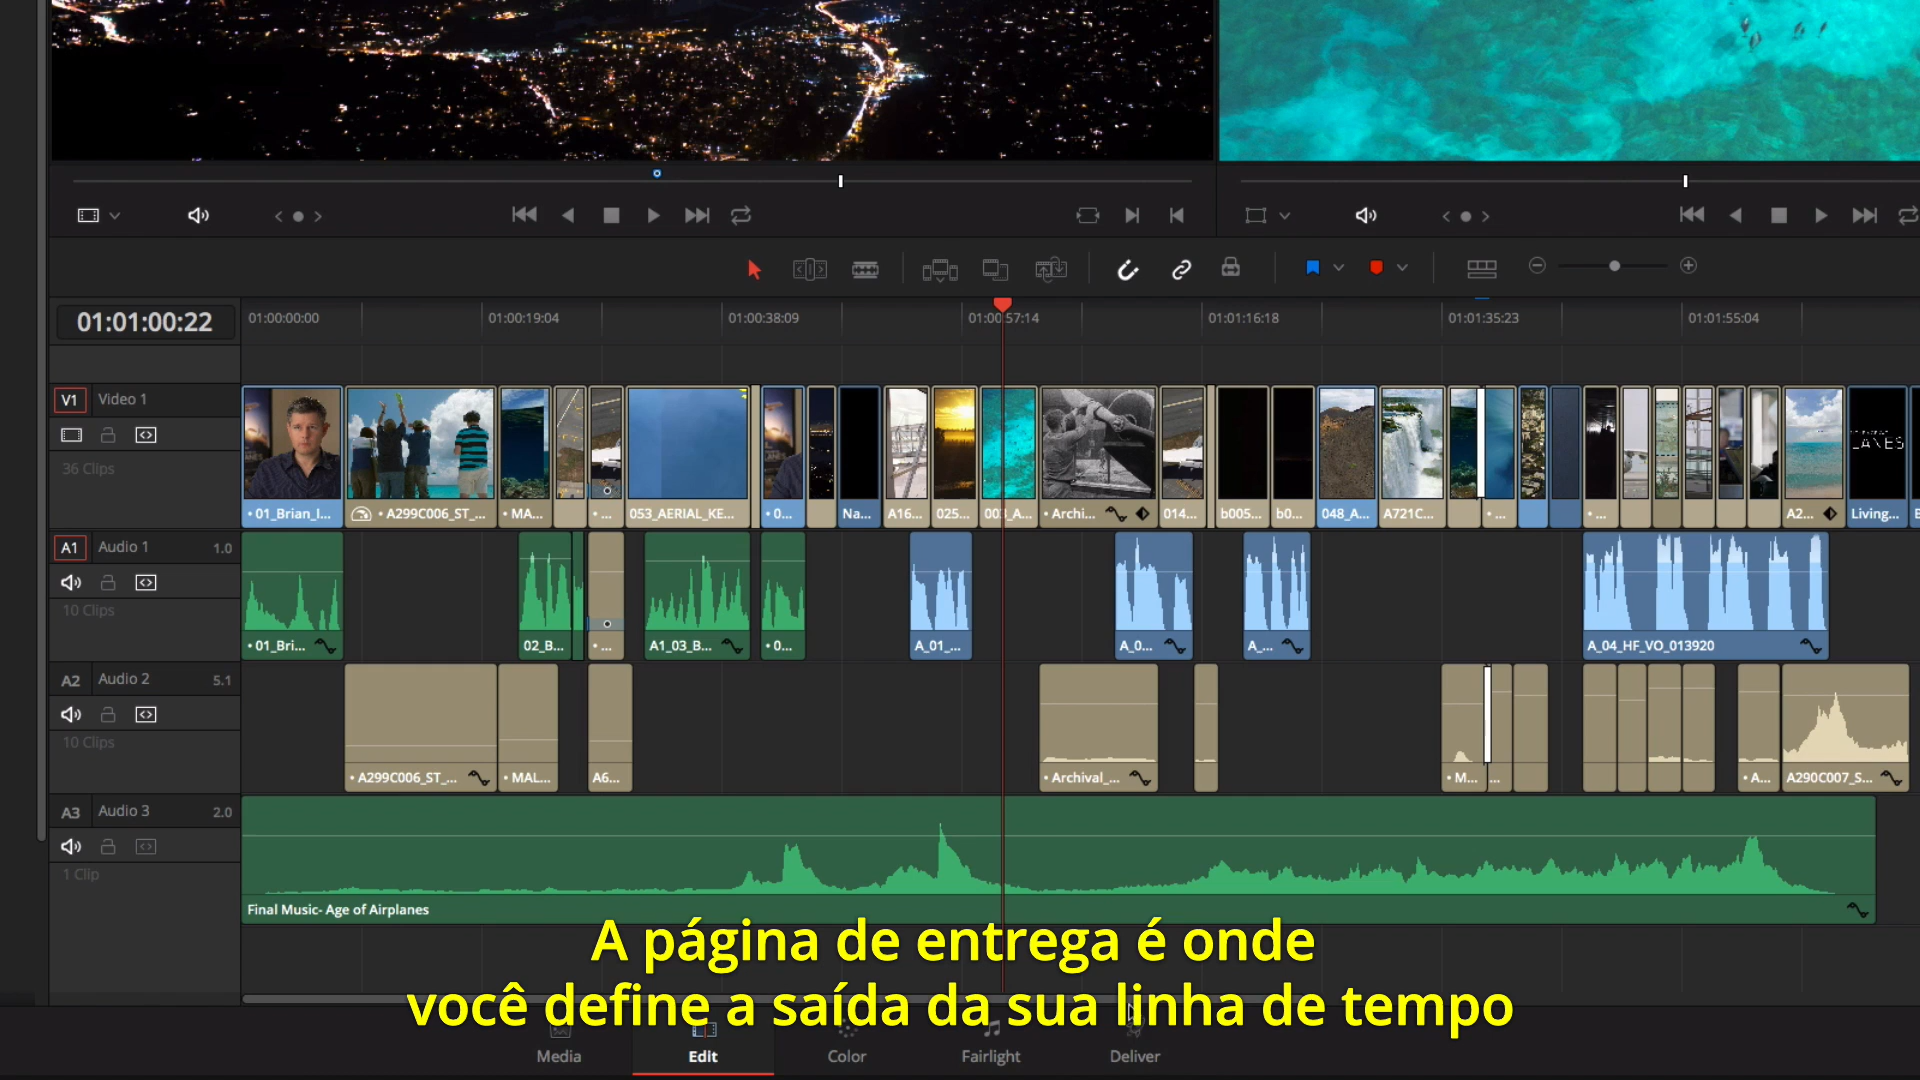 01:01:00:22
01:00:00:00 01:00:19:04 01:00:38:09 01:00:57:14 01:01:16:18 01:01:35:23 01:01:55:04
V1 Video 1
36 Clips
• 01_Brian_I... • A299C006_ST_... • MA... • ... 053_AERIAL_KE... • 0... Na... A16... 025... 003_A... • Archi... 014... b005... b0... 048_A... A721C... • ... • ... A2... Living...
LANES
A1 Audio 1 1.0
10 Clips
• 01_Bri... 02_B... • ... A1_03_B... • 0... A_01_... A_0... A_... A_04_HF_VO_013920
A2 Audio 2 5.1
10 Clips
• A299C006_ST_... • MAL... A6... • Archival_... • M... ... • A... A290C007_S...
A3 Audio 3 2.0
1 Clip
Final Music- Age of Airplanes
A página de entrega é onde
você define a saída da sua linha de tempo
Media Edit Color Fairlight Deliver